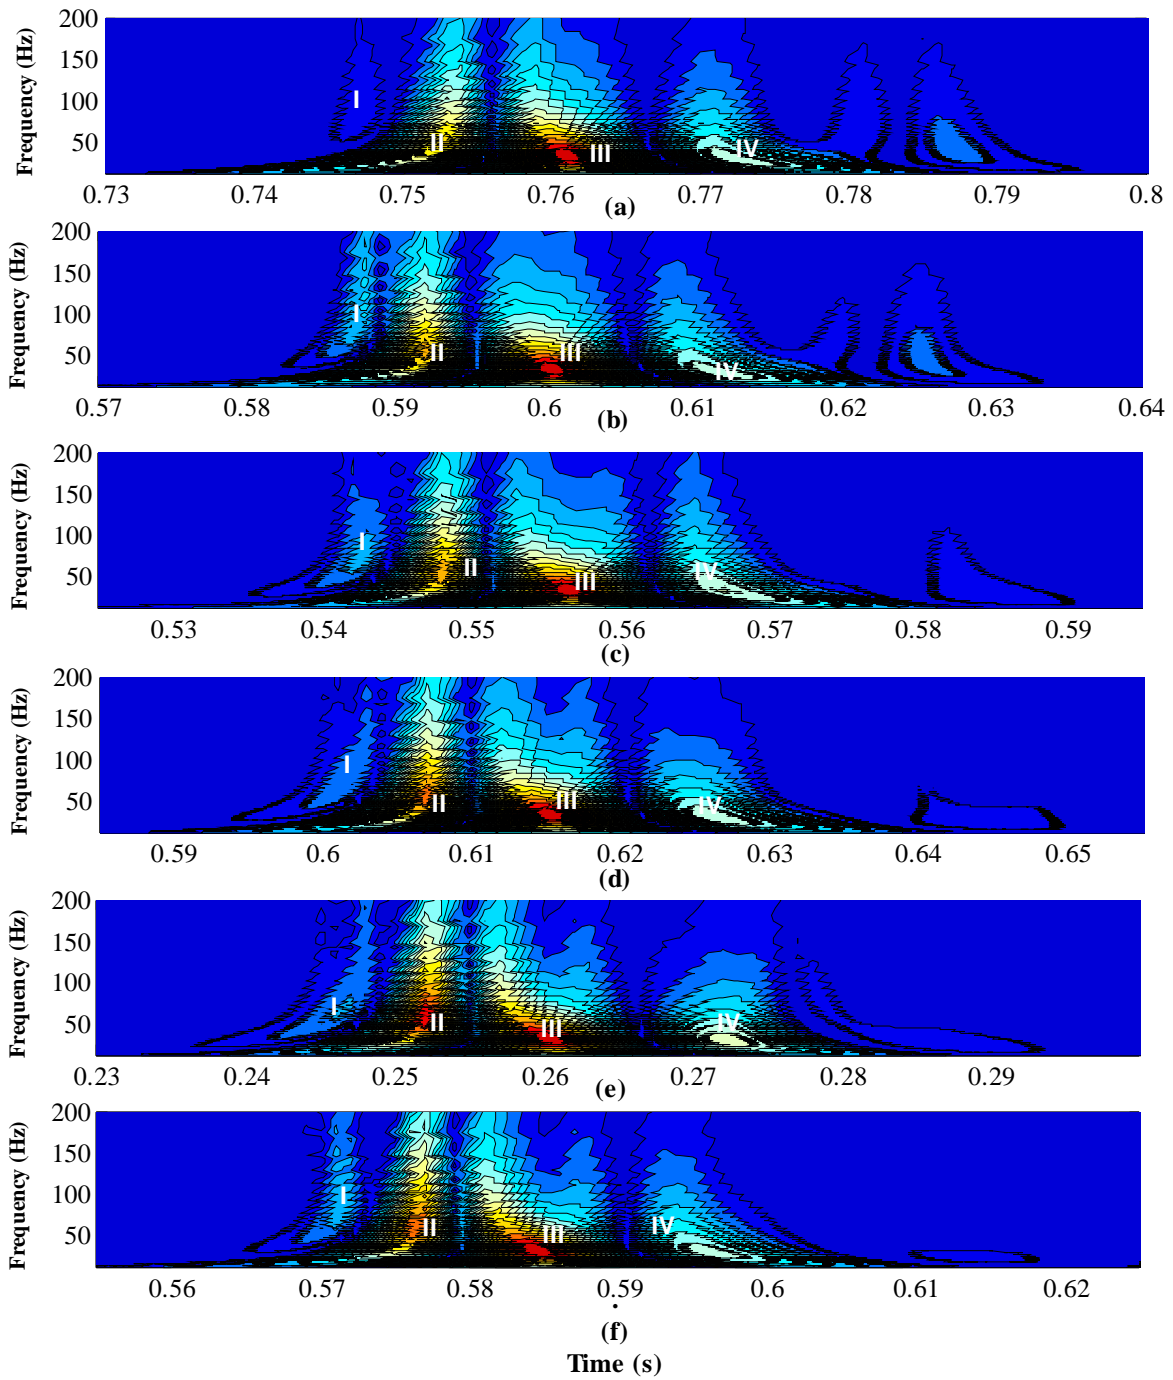 200
150
100
50
Frequency (Hz)
I
II
III
IV
0.73 0.74 0.75 0.76 0.77 0.78 0.79 0.8
(a)
200
150
100
50
Frequency (Hz)
I
II
III
IV
0.57 0.58 0.59 0.6 0.61 0.62 0.63 0.64
(b)
200
150
100
50
Frequency (Hz)
I
II
III
IV
0.53 0.54 0.55 0.56 0.57 0.58 0.59
(c)
200
150
100
50
Frequency (Hz)
I
II
III
IV
0.59 0.6 0.61 0.62 0.63 0.64 0.65
(d)
200
150
100
50
Frequency (Hz)
I
II
III
IV
0.23 0.24 0.25 0.26 0.27 0.28 0.29
(e)
200
150
100
50
Frequency (Hz)
I
II
III
IV
0.56 0.57 0.58 0.59 0.6 0.61 0.62
(f)
Time (s)